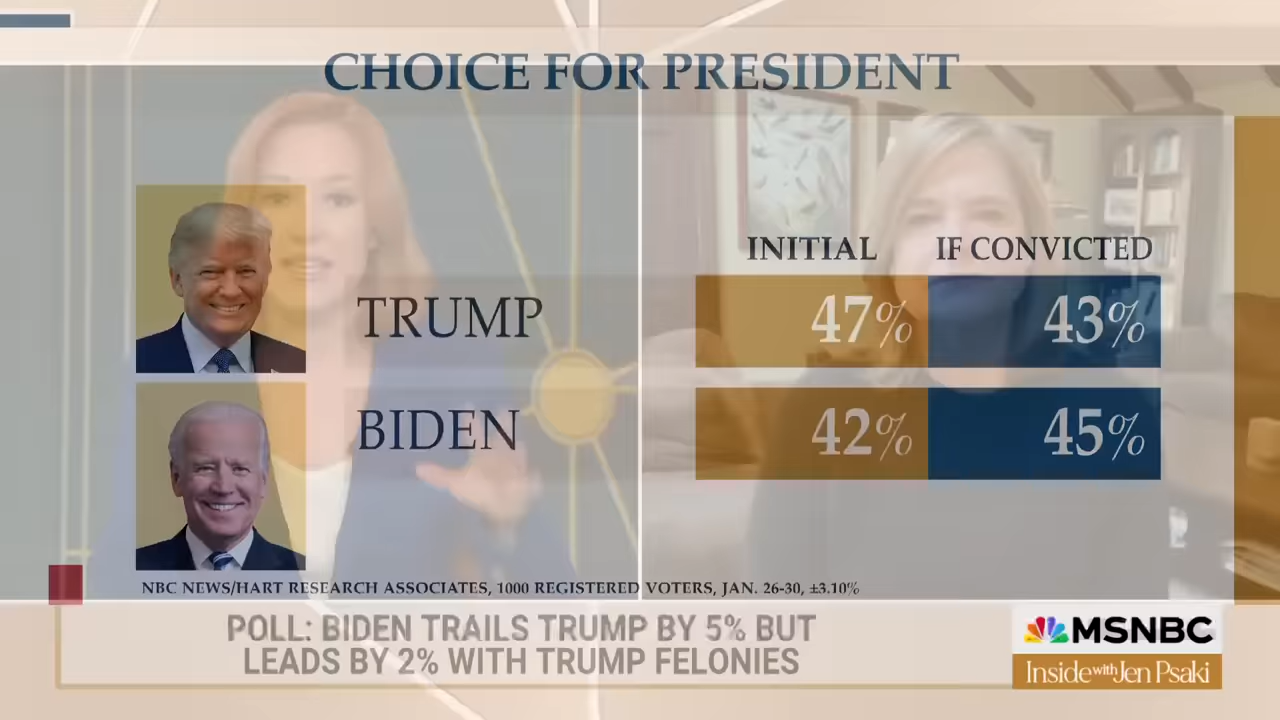 CHOICE FOR PRESIDENT
INITIAL IF CONVICTED
TRUMP 47% 43%
BIDEN 42% 45%
NBC NEWS/HART RESEARCH ASSOCIATES, 1000 REGISTERED VOTERS, JAN. 26-30, ±3.10%
POLL: BIDEN TRAILS TRUMP BY 5% BUT
LEADS BY 2% WITH TRUMP FELONIES
MSNBC
Inside with Jen Psaki